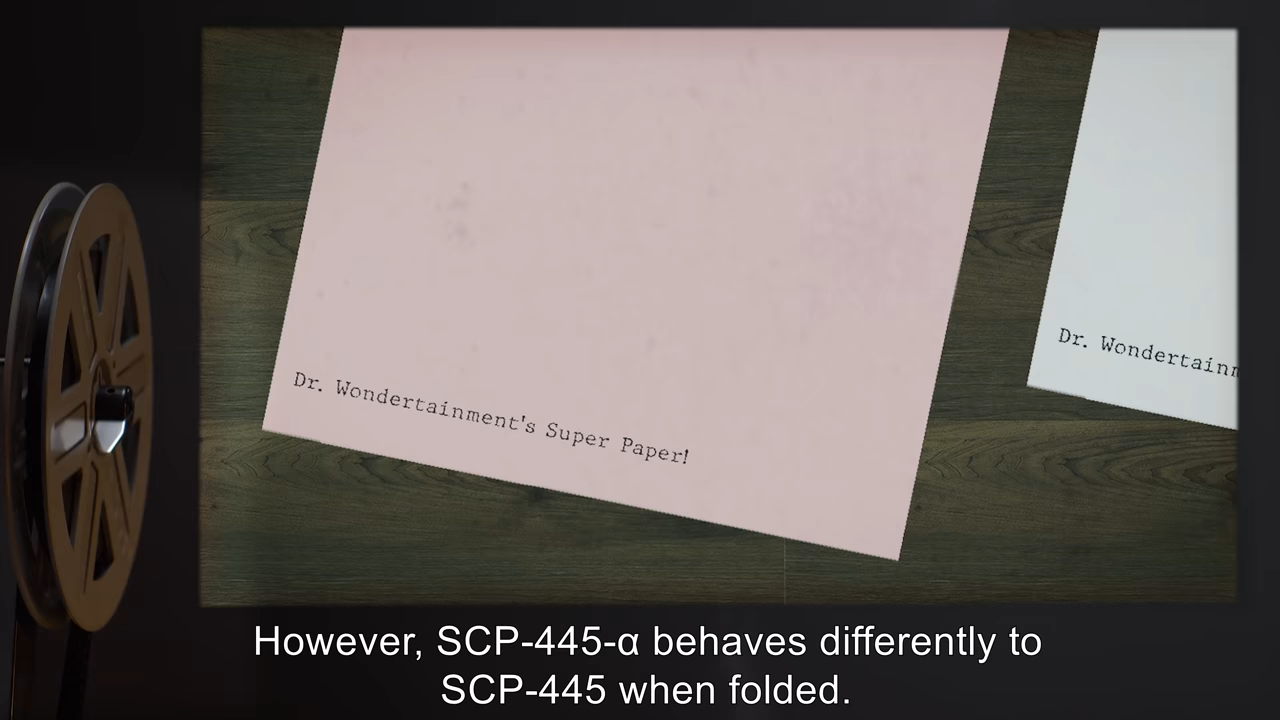 Dr. Wondertainment's Super Paper!
Dr. Wondertainm
However, SCP-445-α behaves differently to
SCP-445 when folded.